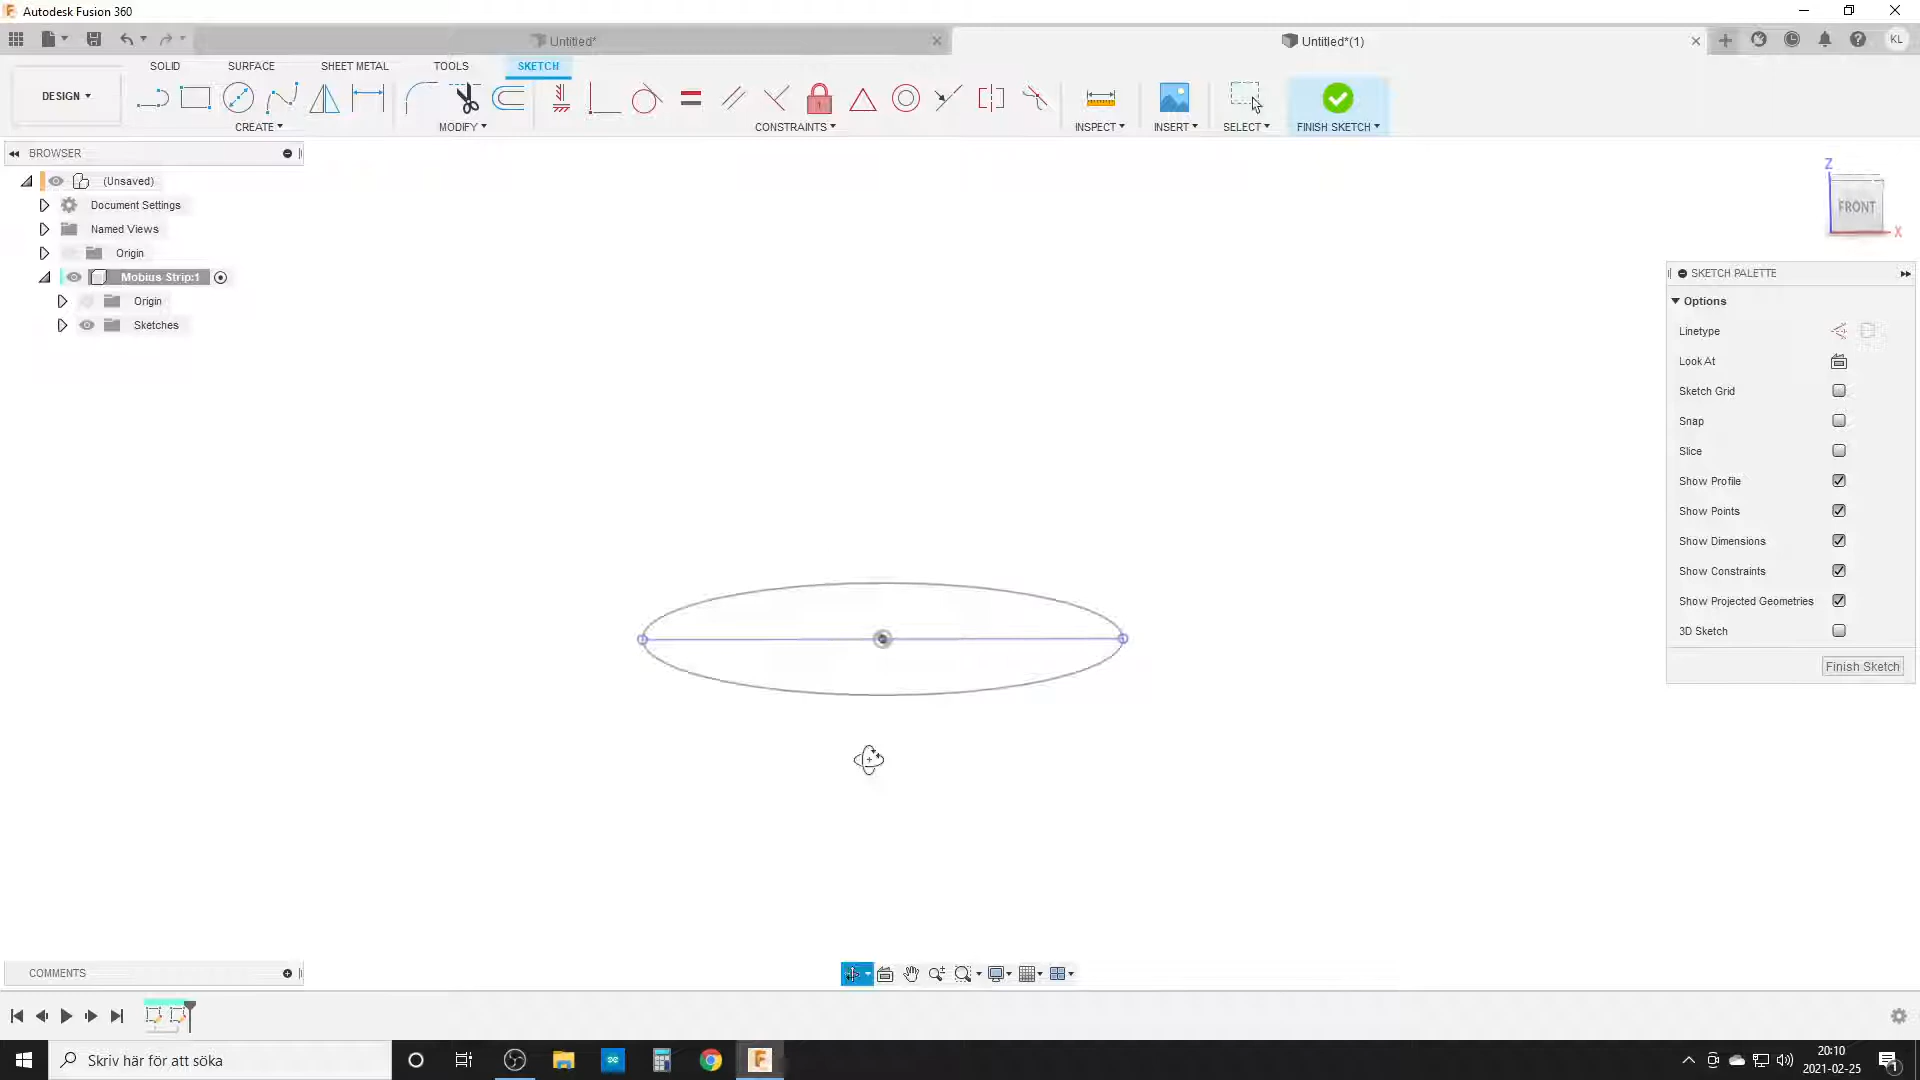 Autodesk Fusion 360
Untitled*
Untitled*(1)
KL
SOLID
SURFACE
SHEET METAL
TOOLS
SKETCH
DESIGN
CREATE
MODIFY
CONSTRAINTS
INSPECT
INSERT
SELECT
FINISH SKETCH
BROWSER
(Unsaved)
Document Settings
Named Views
Origin
Mobius Strip:1
Origin
Sketches
Z
FRONT
X
SKETCH PALETTE
Options
Linetype
Look At
Sketch Grid
Snap
Slice
Show Profile
Show Points
Show Dimensions
Show Constraints
Show Projected Geometries
3D Sketch
Finish Sketch
COMMENTS
Skriv här för att söka
20:10
2021-02-25
1